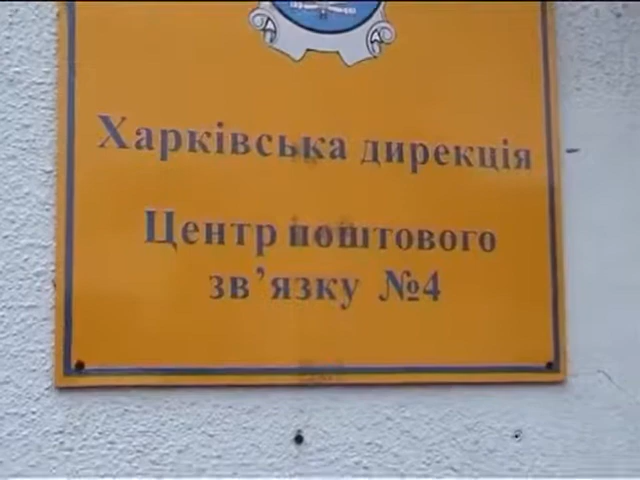 Харківська дирекція
Центр поштового
зв’язку №4